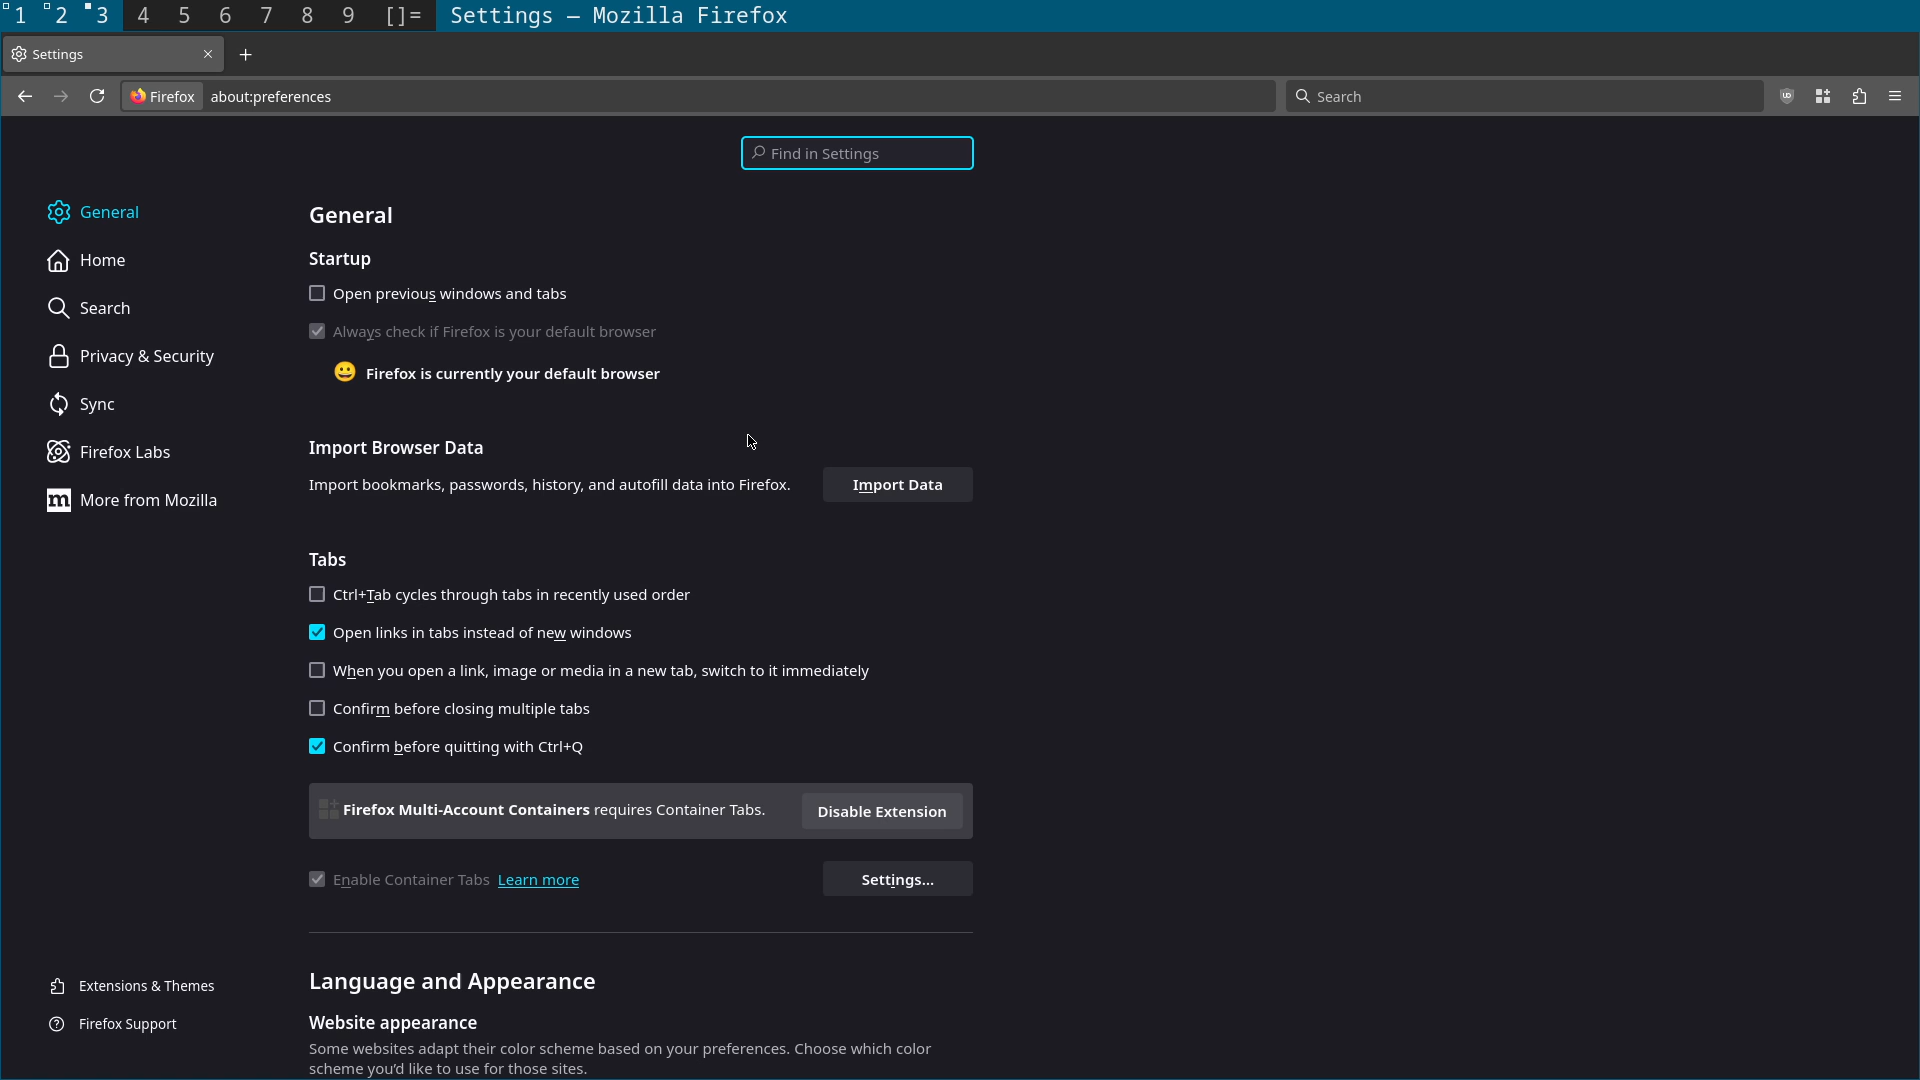 1 2 3 4 5 6 7 8 9 []= Settings — Mozilla Firefox
Settings
Firefox about:preferences Search
Find in Settings
General
Home
Search
Privacy & Security
Sync
Firefox Labs
More from Mozilla
Extensions & Themes
Firefox Support
General
Startup
Open previous windows and tabs
Always check if Firefox is your default browser
Firefox is currently your default browser
Import Browser Data
Import bookmarks, passwords, history, and autofill data into Firefox. Import Data
Tabs
Ctrl+Tab cycles through tabs in recently used order
Open links in tabs instead of new windows
When you open a link, image or media in a new tab, switch to it immediately
Confirm before closing multiple tabs
Confirm before quitting with Ctrl+Q
Firefox Multi-Account Containers requires Container Tabs. Disable Extension
Enable Container Tabs Learn more Settings...
Language and Appearance
Website appearance
Some websites adapt their color scheme based on your preferences. Choose which color
scheme you’d like to use for those sites.